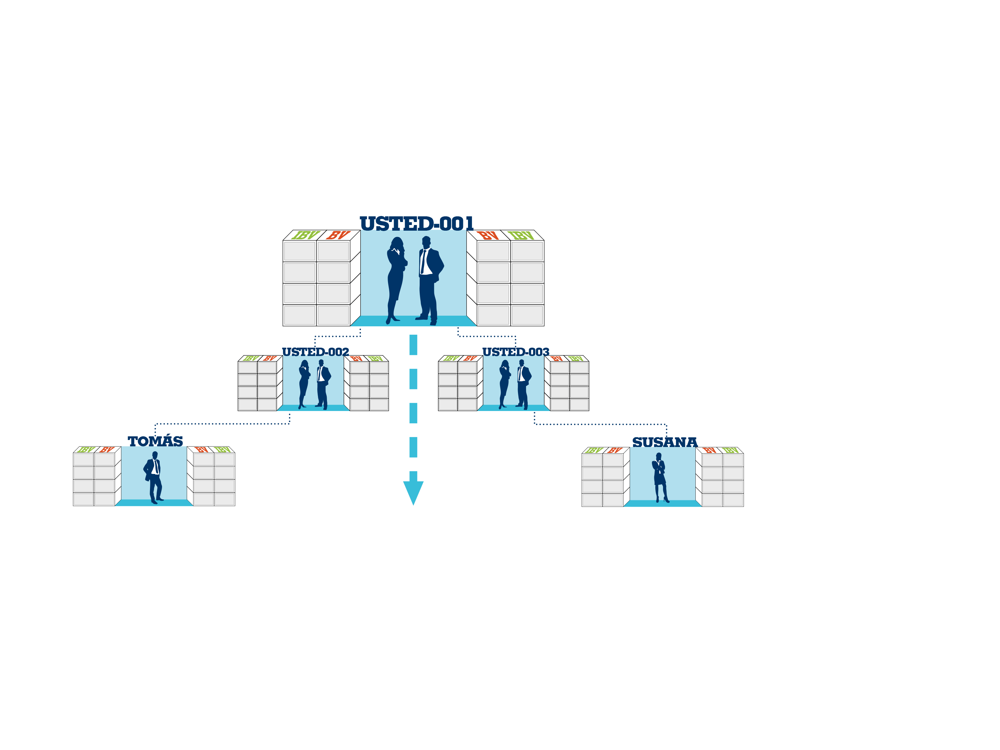 USTED-001
IBV BV BV IBV
USTED-002 USTED-003
IBV BV BV IBV IBV BV BV IBV
TOMÁS SUSANA
IBV BV BV IBV IBV BV BV IBV